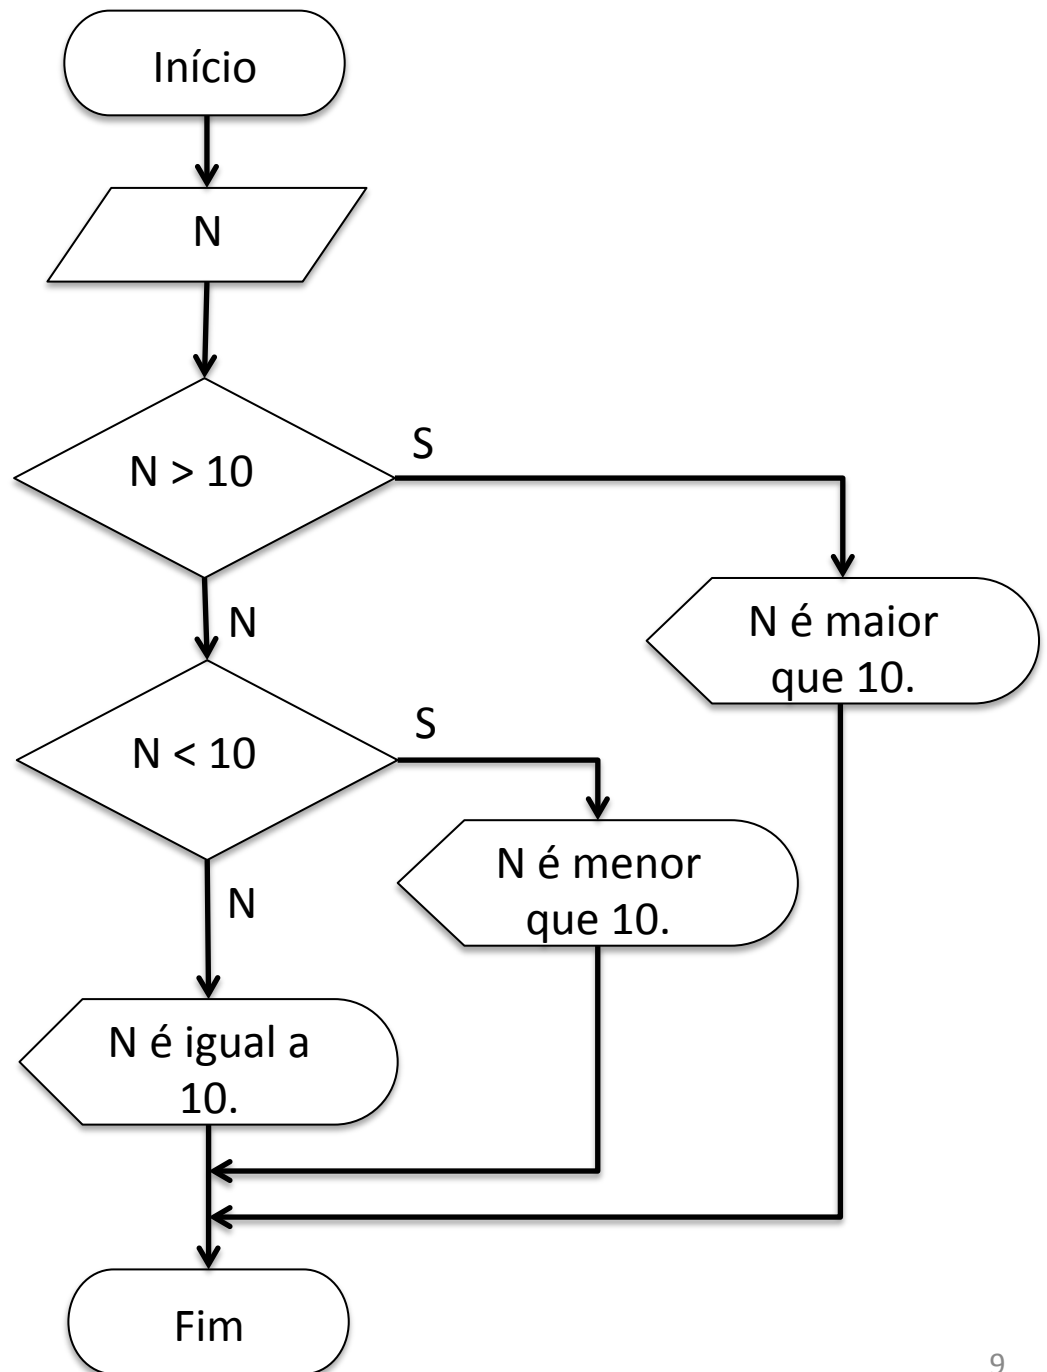 Início
N
N > 10
S
N
N é maior
que 10.
N < 10
S
N é menor
que 10.
N
N é igual a
10.
Fim
9